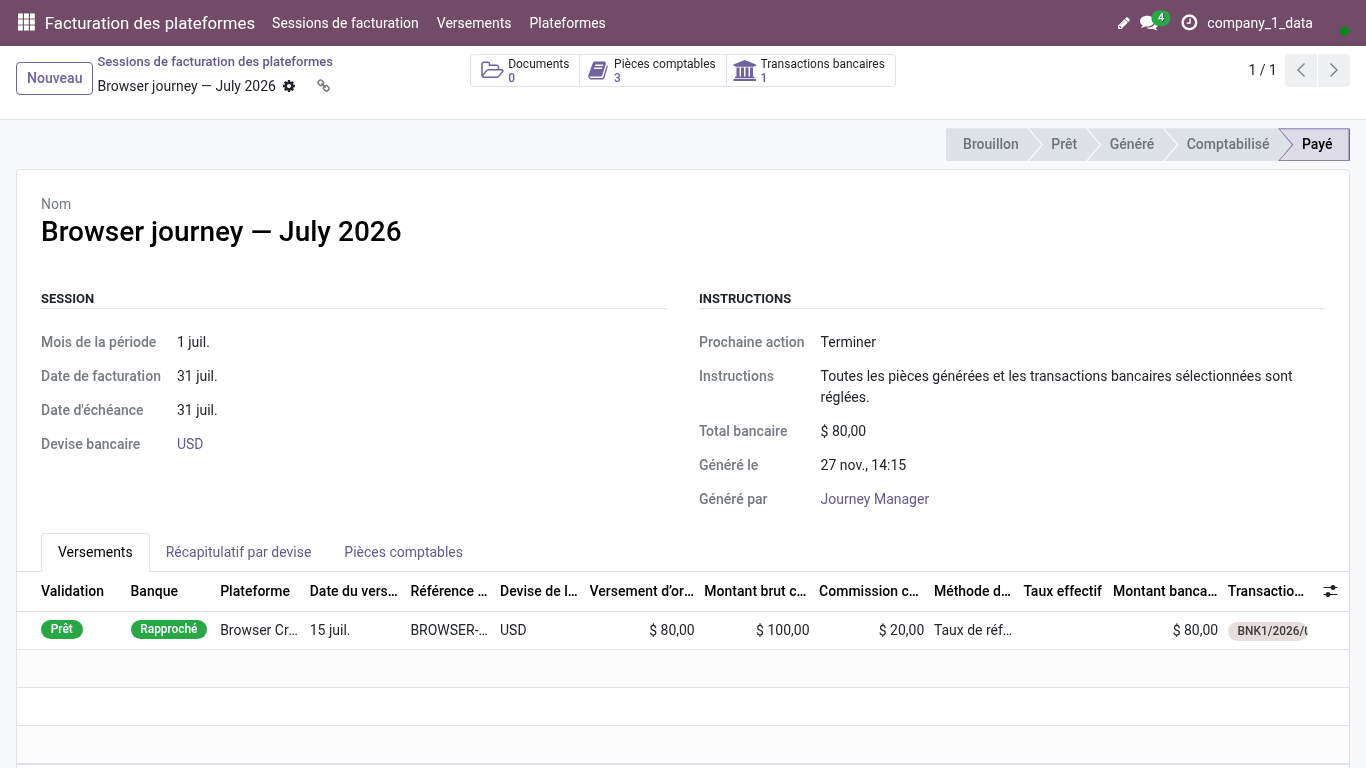 Facturation des plateformes Sessions de facturation Versements Plateformes 4 company_1_data
Nouveau
Sessions de facturation des plateformes
Browser journey — July 2026
Documents
0
Pièces comptables
3
Transactions bancaires
1
1 / 1
Brouillon Prêt Généré Comptabilisé Payé
Nom
Browser journey — July 2026
SESSION
Mois de la période 1 juil.
Date de facturation 31 juil.
Date d'échéance 31 juil.
Devise bancaire USD
INSTRUCTIONS
Prochaine action Terminer
Instructions Toutes les pièces générées et les transactions bancaires sélectionnées sont
réglées.
Total bancaire $ 80,00
Généré le 27 nov., 14:15
Généré par Journey Manager
Versements Récapitulatif par devise Pièces comptables
Validation Banque Plateforme Date du vers… Référence … Devise de l… Versement d’or… Montant brut c… Commission c… Méthode d… Taux effectif Montant banca… Transactio…
Prêt Rapproché Browser Cr… 15 juil. BROWSER-… USD $ 80,00 $ 100,00 $ 20,00 Taux de réf… $ 80,00 BNK1/2026/